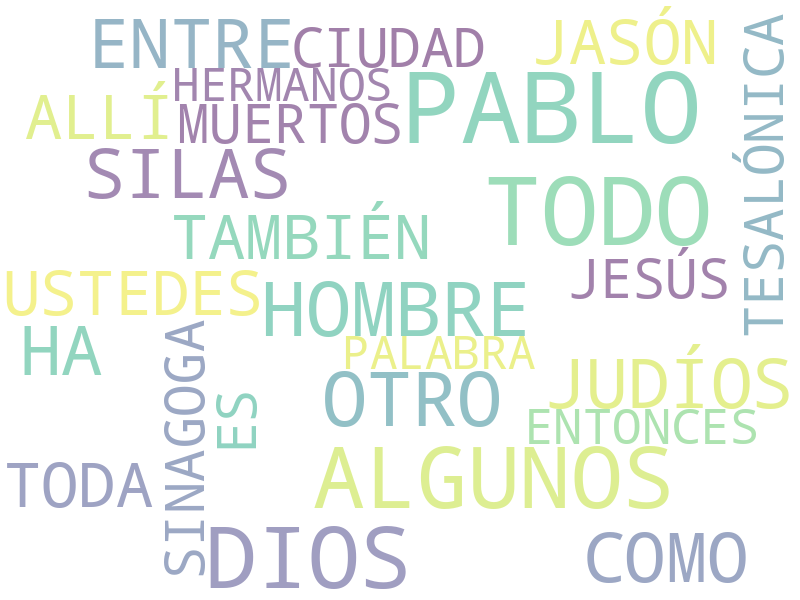 ENTRE
CIUDAD
JASÓN
HERMANOS
ALLÍ
MUERTOS
PABLO
TESALÓNICA
SILAS
TODO
TAMBIÉN
JESÚS
USTEDES
HOMBRE
HA
PALABRA
SINAGOGA
ES
OTRO
JUDÍOS
ENTONCES
TODA
ALGUNOS
DIOS
COMO